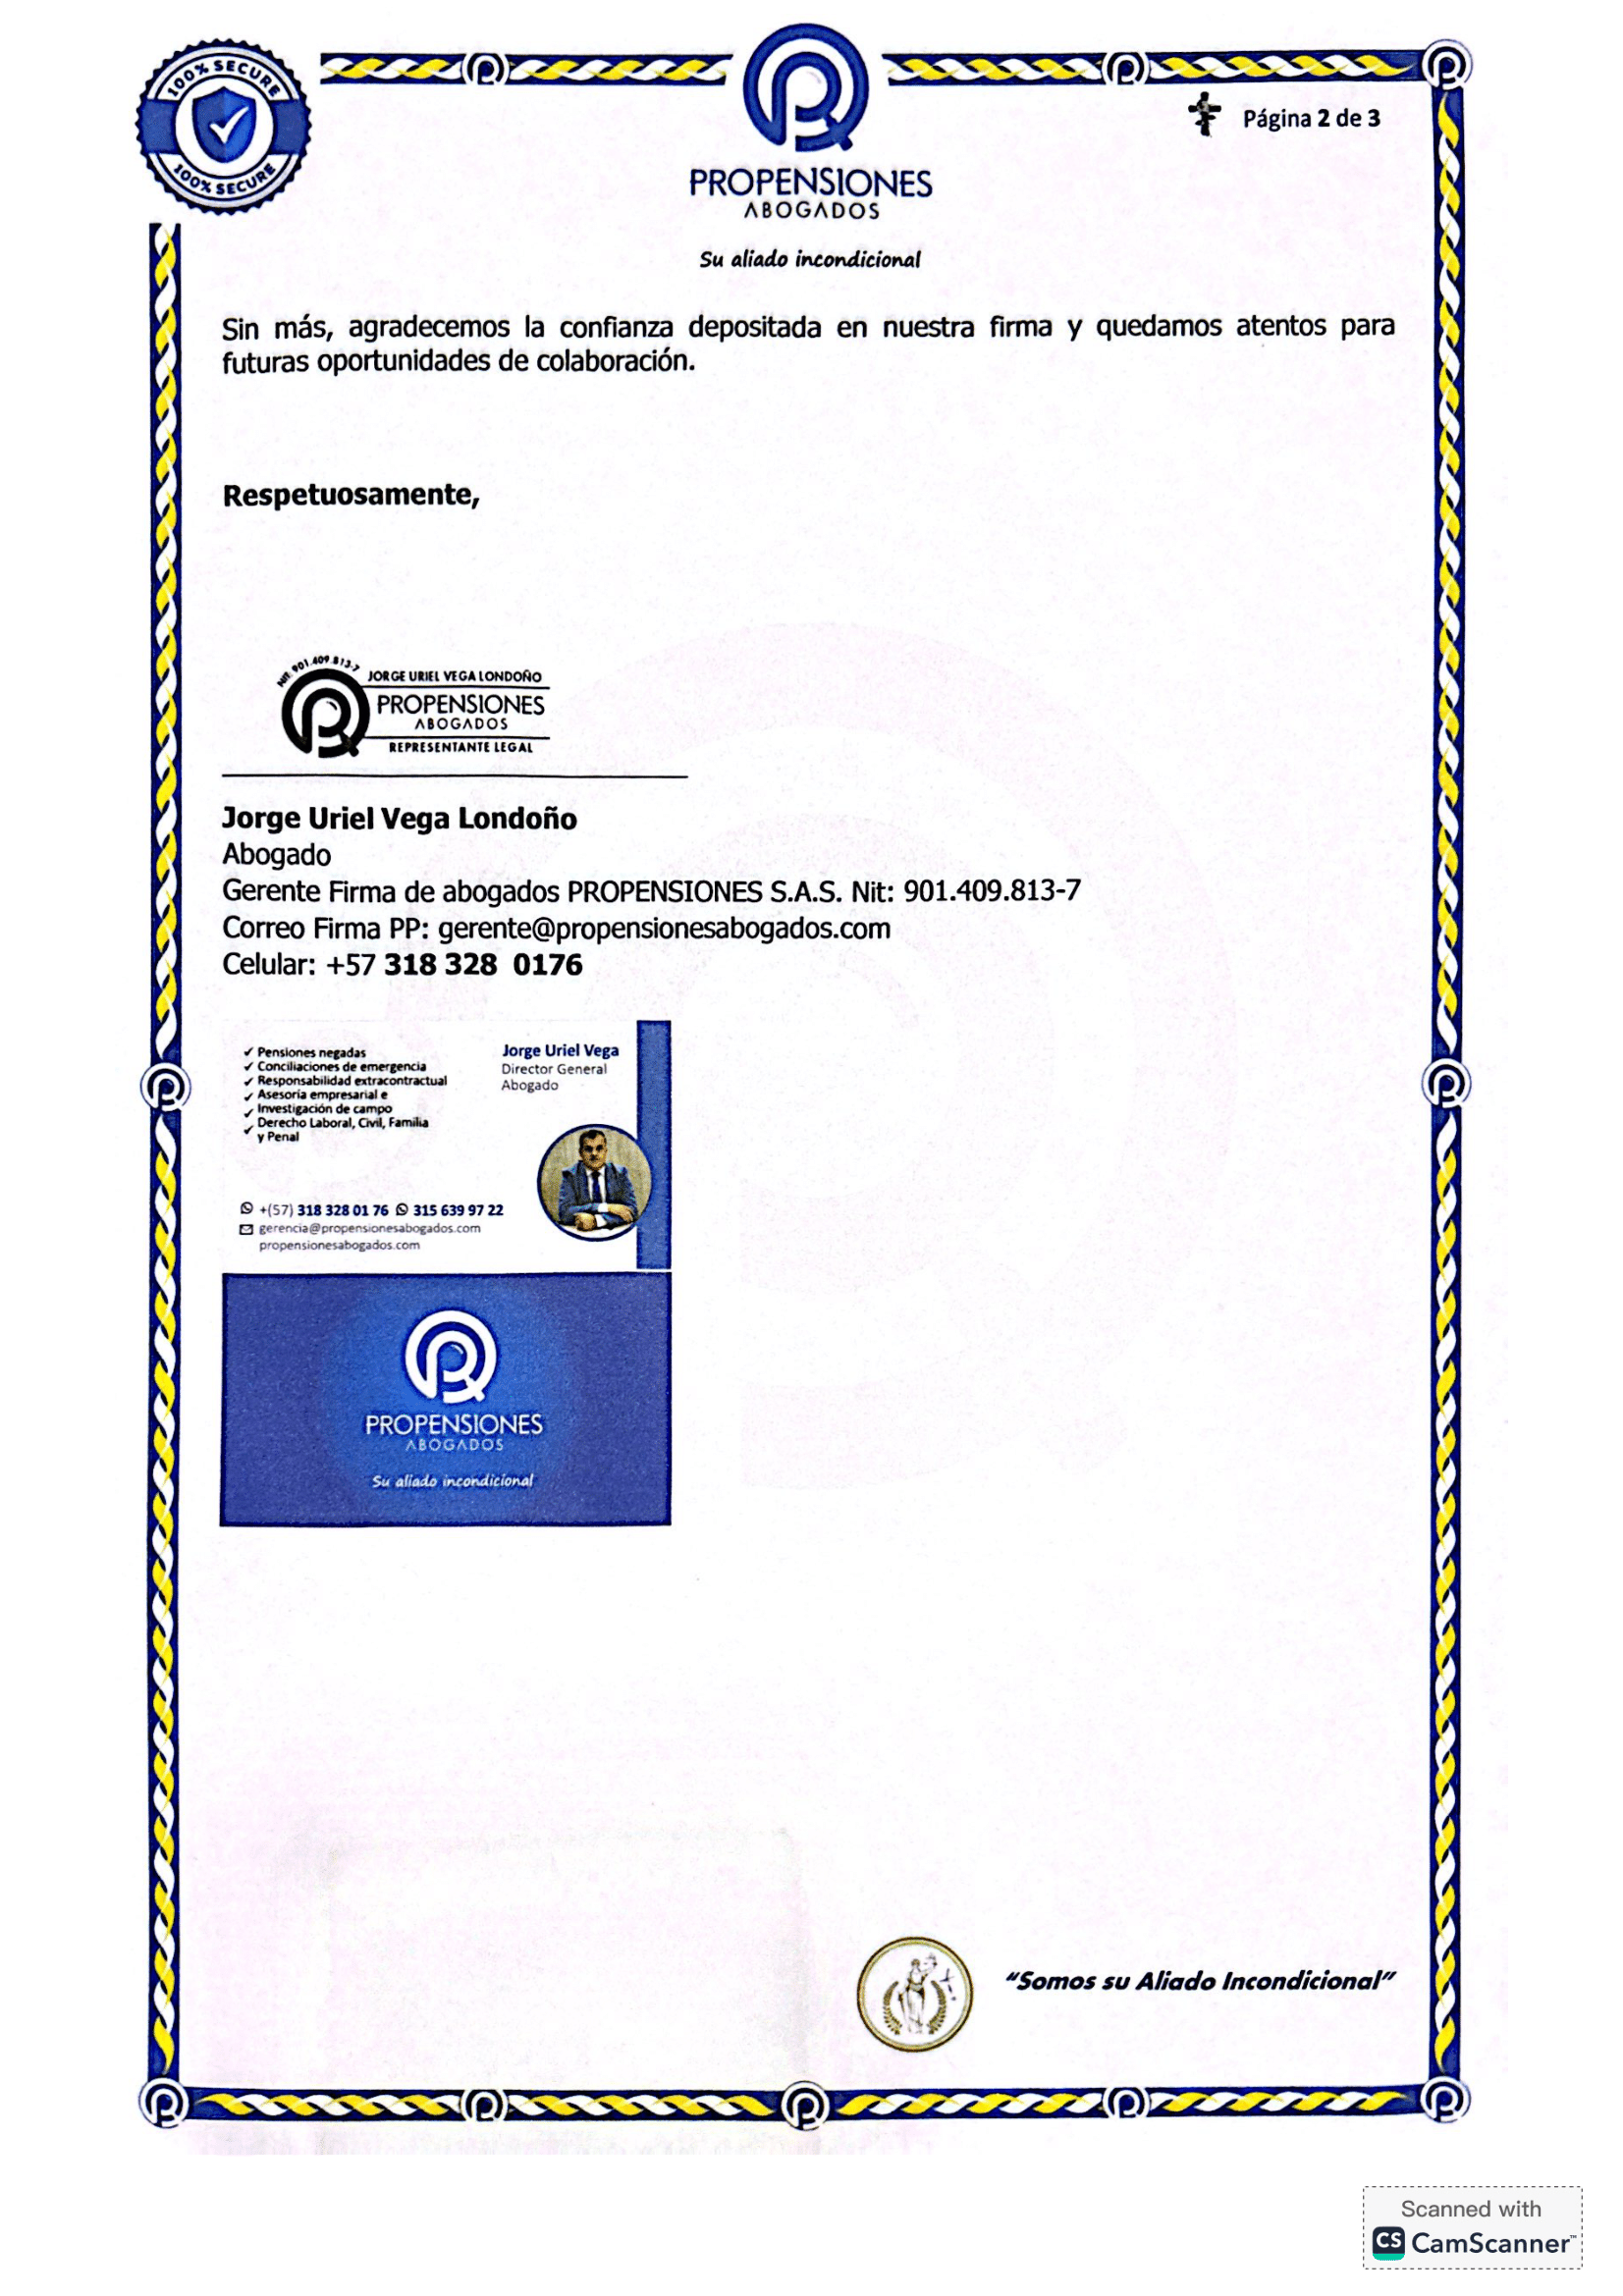 100% SECURE
100% SECURE
Página 2 de 3
PROPENSIONES
ABOGADOS
Su aliado incondicional
Sin más, agradecemos la confianza depositada en nuestra firma y quedamos atentos para
futuras oportunidades de colaboración.
Respetuosamente,
NIT: 901.409.813-7
JORGE URIEL VEGA LONDOÑO
PROPENSIONES
ABOGADOS
REPRESENTANTE LEGAL
Jorge Uriel Vega Londoño
Abogado
Gerente Firma de abogados PROPENSIONES S.A.S. Nit: 901.409.813-7
Correo Firma PP: gerente@propensionesabogados.com
Celular: +57 318 328 0176
✓ Pensiones negadas
✓ Conciliaciones de emergencia
✓ Responsabilidad extracontractual
✓ Asesoría empresarial e
✓ Investigación de campo
✓ Derecho Laboral, Civil, Familia
y Penal
Jorge Uriel Vega
Director General
Abogado
+(57) 318 328 01 76 315 639 97 22
gerencia@propensionesabogados.com
propensionesabogados.com
PROPENSIONES
ABOGADOS
Su aliado incondicional
“Somos su Aliado Incondicional”
Scanned with
CS CamScanner™